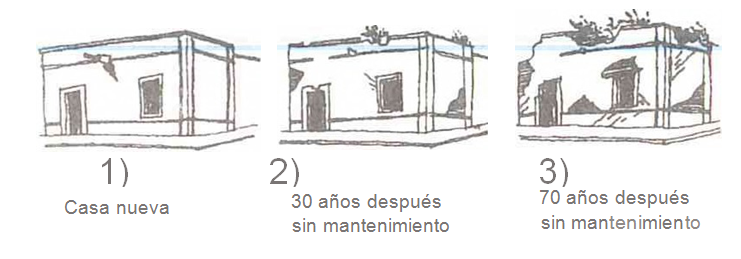 1)
Casa nueva
2)
30 años después
sin mantenimiento
3)
70 años después
sin mantenimiento